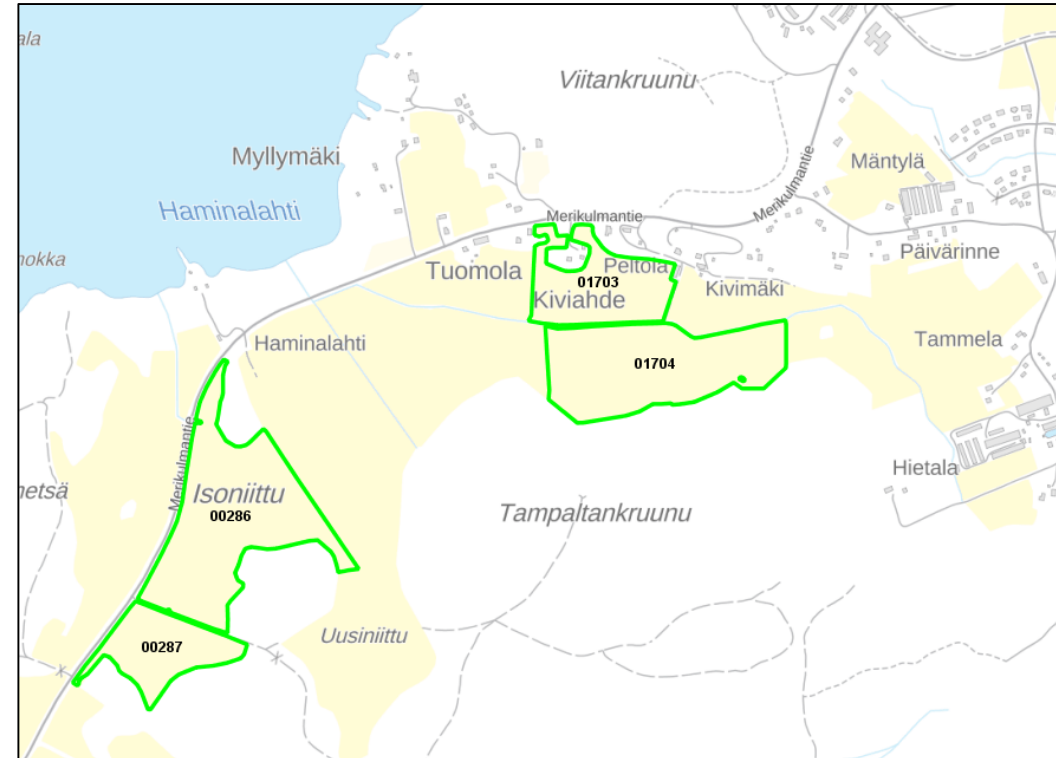 ala
Viitankruunu
Mäntylä
Myllymäki
Merikulmantie
Haminalahti
Merikulmantie
Päivärinne
nokka
Tuomola
Peltola
01703
Kiviahde
Kivimäki
Haminalahti
Tammela
01704
Merikulmantie
Hietala
netsä
Isoniittu
00286
Tampaltankruunu
Uusiniittu
00287